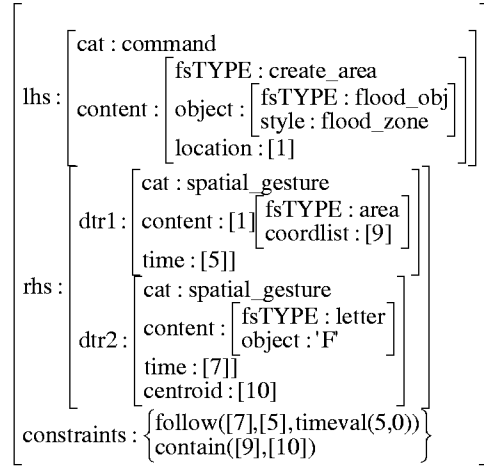 cat : command
fsTYPE : create_area
lhs : content : object : fsTYPE : flood_obj
style : flood_zone
location : [1]
cat : spatial_gesture
dtr1 : content : [1] fsTYPE : area
coordlist : [9]
time : [5]]
rhs : cat : spatial_gesture
dtr2 : content : fsTYPE : letter
object : 'F'
time : [7]]
centroid : [10]
constraints : {follow([7],[5],timeval(5,0))
contain([9],[10])}